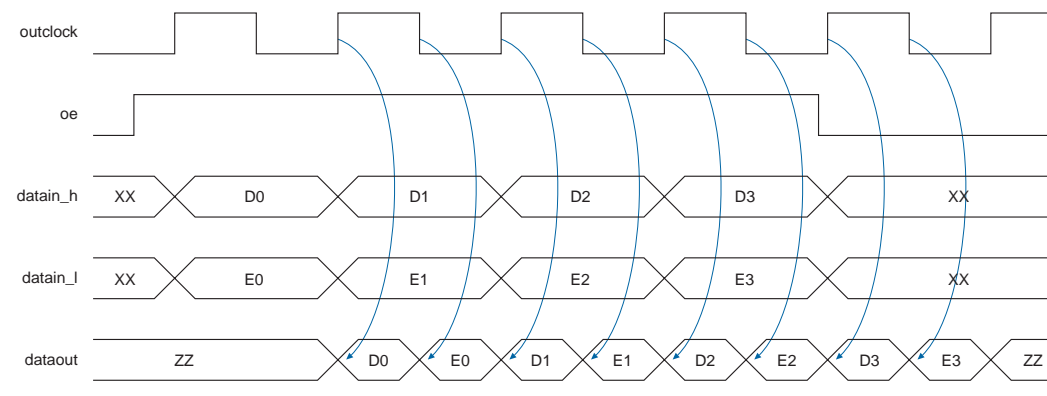 outclock
oe
datain_h XX D0 D1 D2 D3 XX
datain_l XX E0 E1 E2 E3 XX
dataout ZZ D0 E0 D1 E1 D2 E2 D3 E3 ZZ